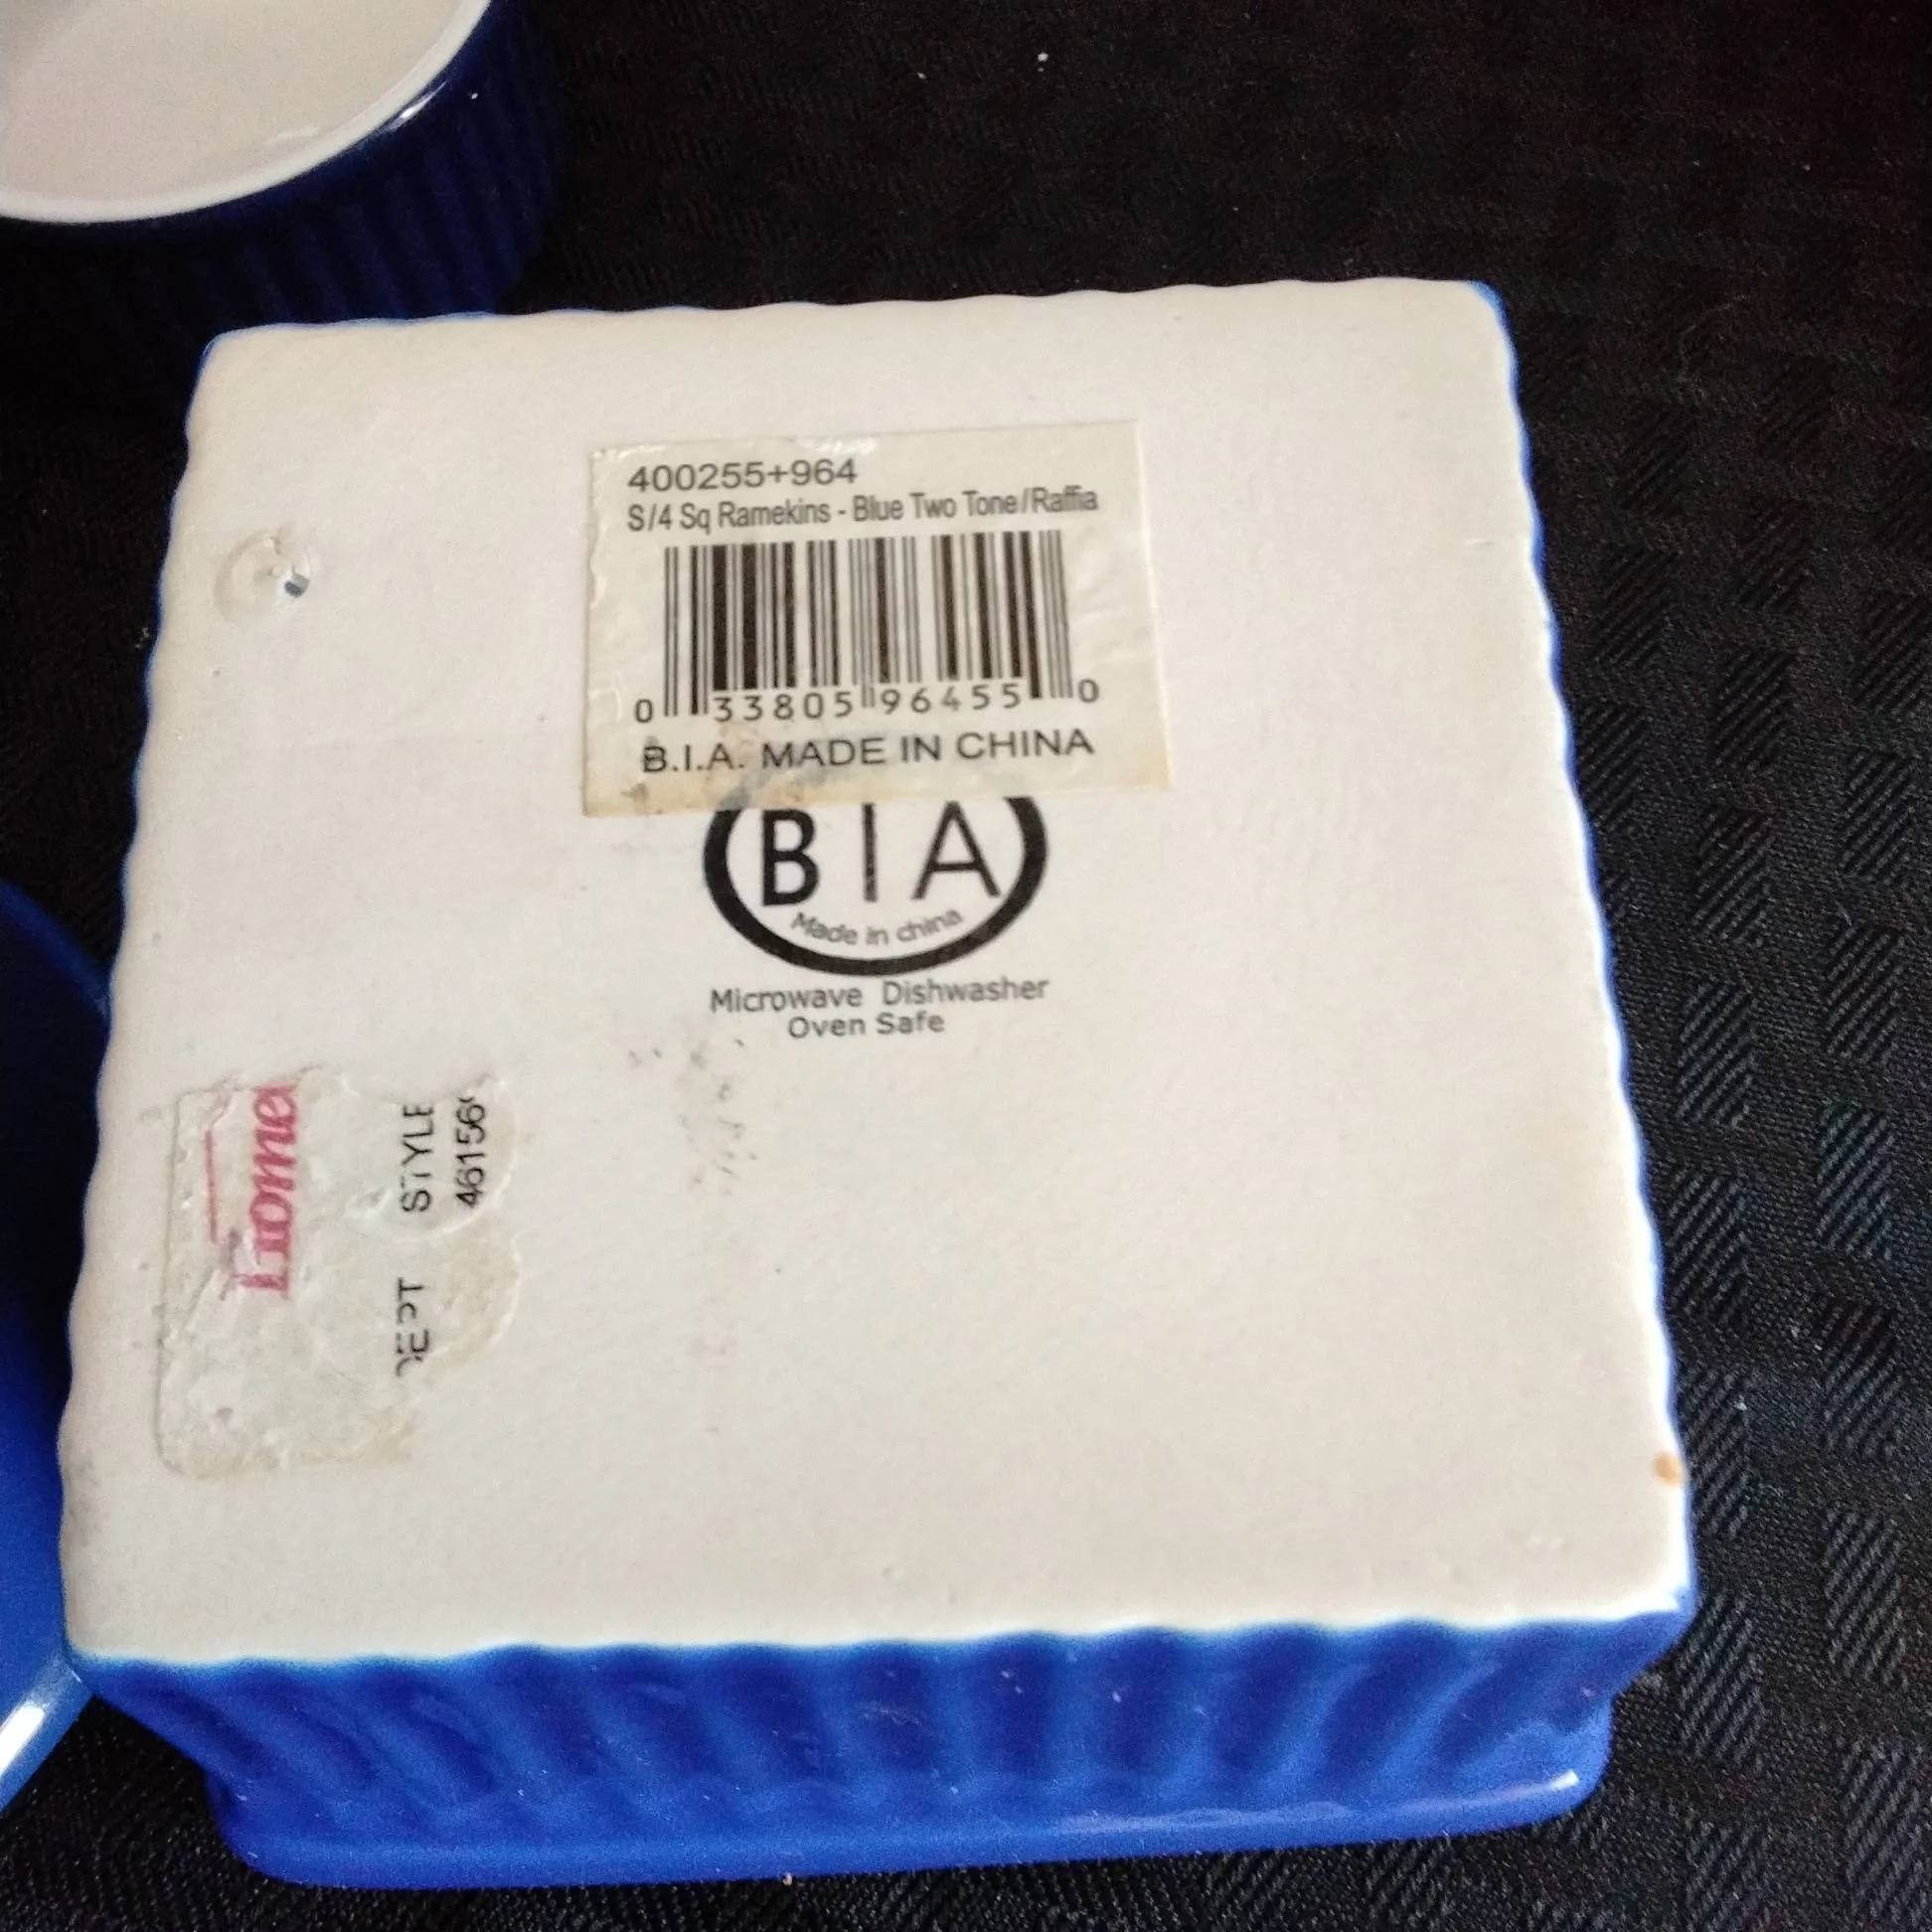 400255+964
S/4 Sq Ramekins - Blue Two Tone/Raffia
0 33805 96455 0
B.I.A. MADE IN CHINA
B I A
Made in china
Microwave Dishwasher
Oven Safe
STYLE